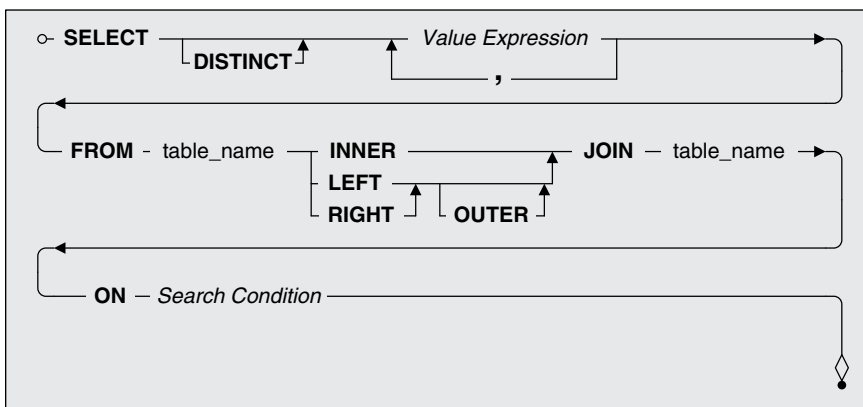 SELECT Value Expression
DISTINCT ,
FROM table_name INNER JOIN table_name
LEFT
RIGHT OUTER
ON Search Condition